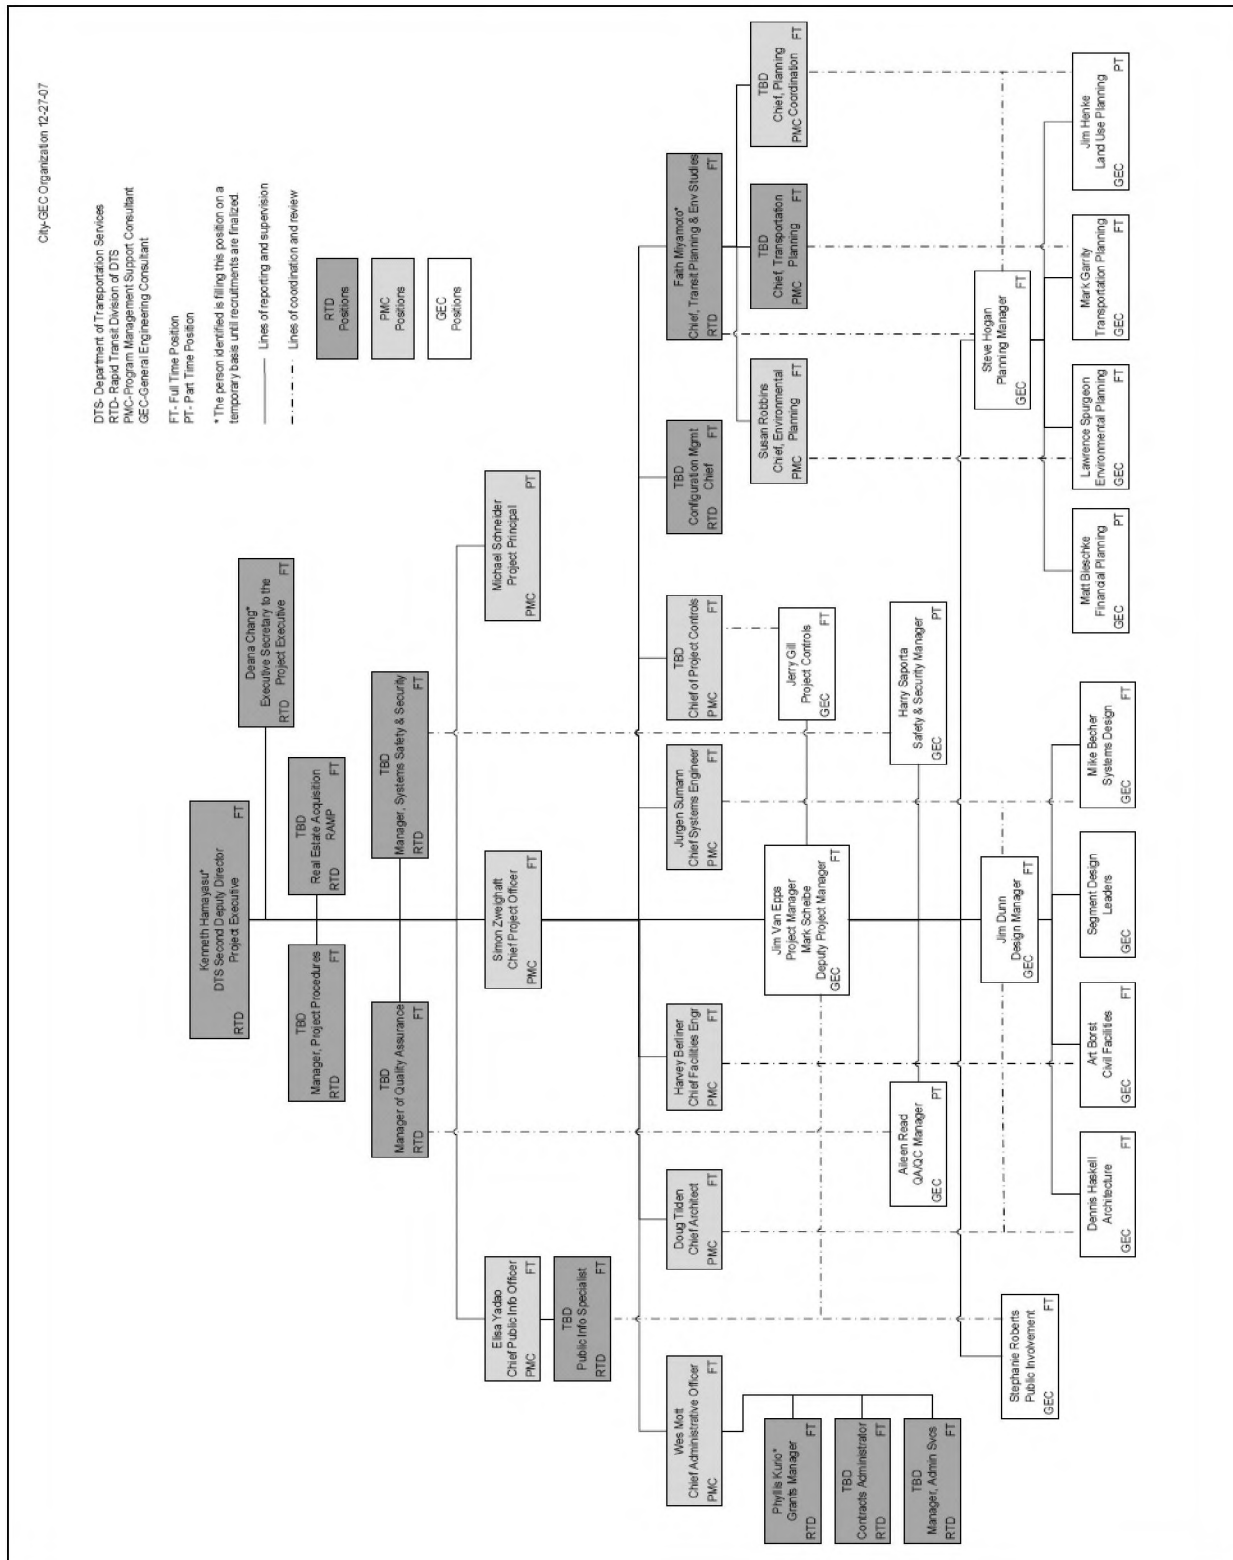 City-GEC Organization 12-27-07
DTS- Department of Transportation Services
RTD- Rapid Transit Division of DTS
PMC-Program Management Support Consultant
GEC-General Engineering Consultant
FT- Full Time Position
PT- Part Time Position
* The person identified is filling this position on a
temporary basis until recruitments are finalized.
Lines of reporting and supervision
Lines of coordination and review
RTD
Positions
PMC
Positions
GEC
Positions
Kenneth Hamayasu*
DTS Second Deputy Director
Project Executive
RTD FT
Deana Chang*
Executive Secretary to the
Project Executive
RTD FT
TBD
Manager, Project Procedures
RTD FT
TBD
Real Estate Acquisition
RAMP
RTD FT
TBD
Manager of Quality Assurance
RTD FT
TBD
Manager, Systems Safety & Security
RTD FT
Elisa Yadao
Chief Public Info Officer
PMC FT
Simon Zweighaft
Chief Project Officer
PMC FT
Michael Schneider
Project Principal
PMC PT
TBD
Public Info Specialist
RTD FT
Wes Mott
Chief Administrative Officer
PMC FT
Doug Tilden
Chief Architect
PMC FT
Harvey Berliner
Chief Facilities Engr
PMC FT
Jurgen Sumann
Chief Systems Engineer
PMC FT
TBD
Chief of Project Controls
PMC FT
TBD
Configuration Mgmt
Chief
RTD FT
Faith Miyamoto*
Chief, Transit Planning & Env Studies
RTD FT
Phyllis Kurio*
Grants Manager
RTD FT
TBD
Contracts Administrator
RTD FT
TBD
Manager, Admin Svcs
RTD FT
Jim Van Epps
Project Manager
Mark Scheibe
Deputy Project Manager
GEC FT
Jerry Gill
Project Controls
GEC FT
Susan Robbins
Chief, Environmental
Planning
PMC FT
TBD
Chief, Transportation
Planning
PMC FT
TBD
Chief, Planning
Coordination
PMC FT
Aileen Read
QA/QC Manager
GEC PT
Harry Saporta
Safety & Security Manager
GEC PT
Stephanie Roberts
Public Involvement
GEC FT
Jim Dunn
Design Manager
GEC FT
Steve Hogan
Planning Manager
GEC FT
Dennis Haskell
Architecture
GEC FT
Art Borst
Civil Facilities
GEC FT
Segment Design
Leaders
GEC
Mike Becher
Systems Design
GEC FT
Matt Bieschke
Financial Planning
GEC PT
Lawrence Spurgeon
Environmental Planning
GEC FT
Mark Garrity
Transportation Planning
GEC FT
Jim Henke
Land Use Planning
GEC PT